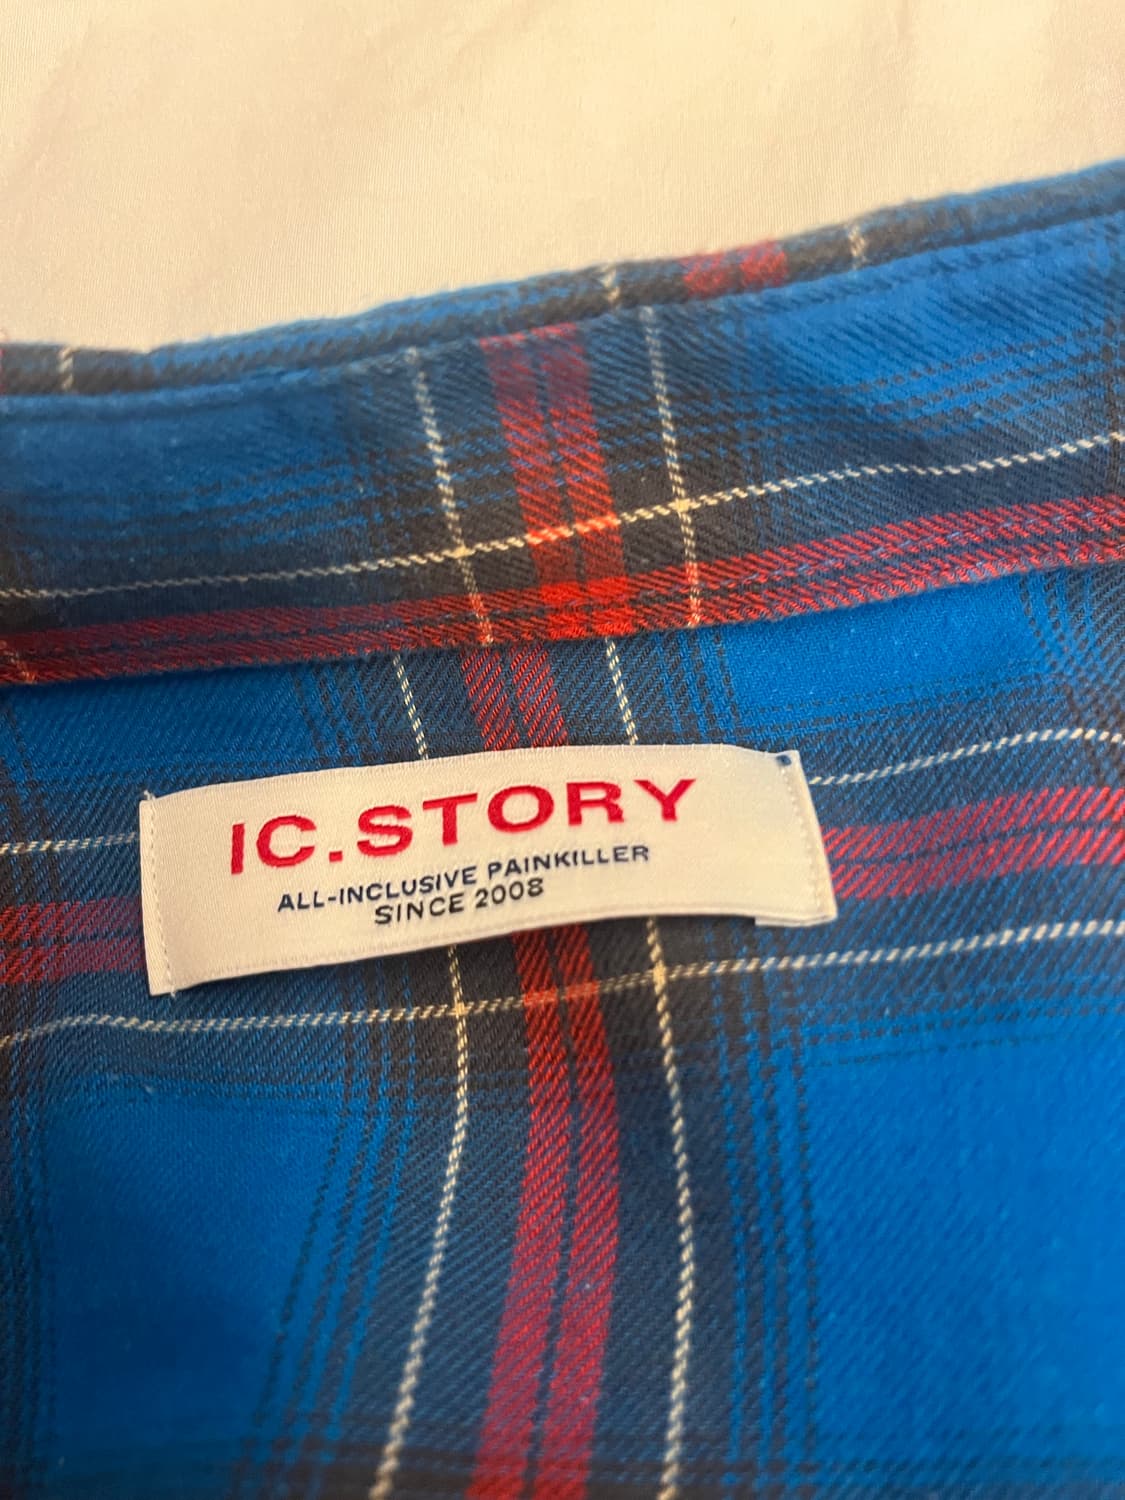 IC.STORY
ALL-INCLUSIVE PAINKILLER
SINCE 2008